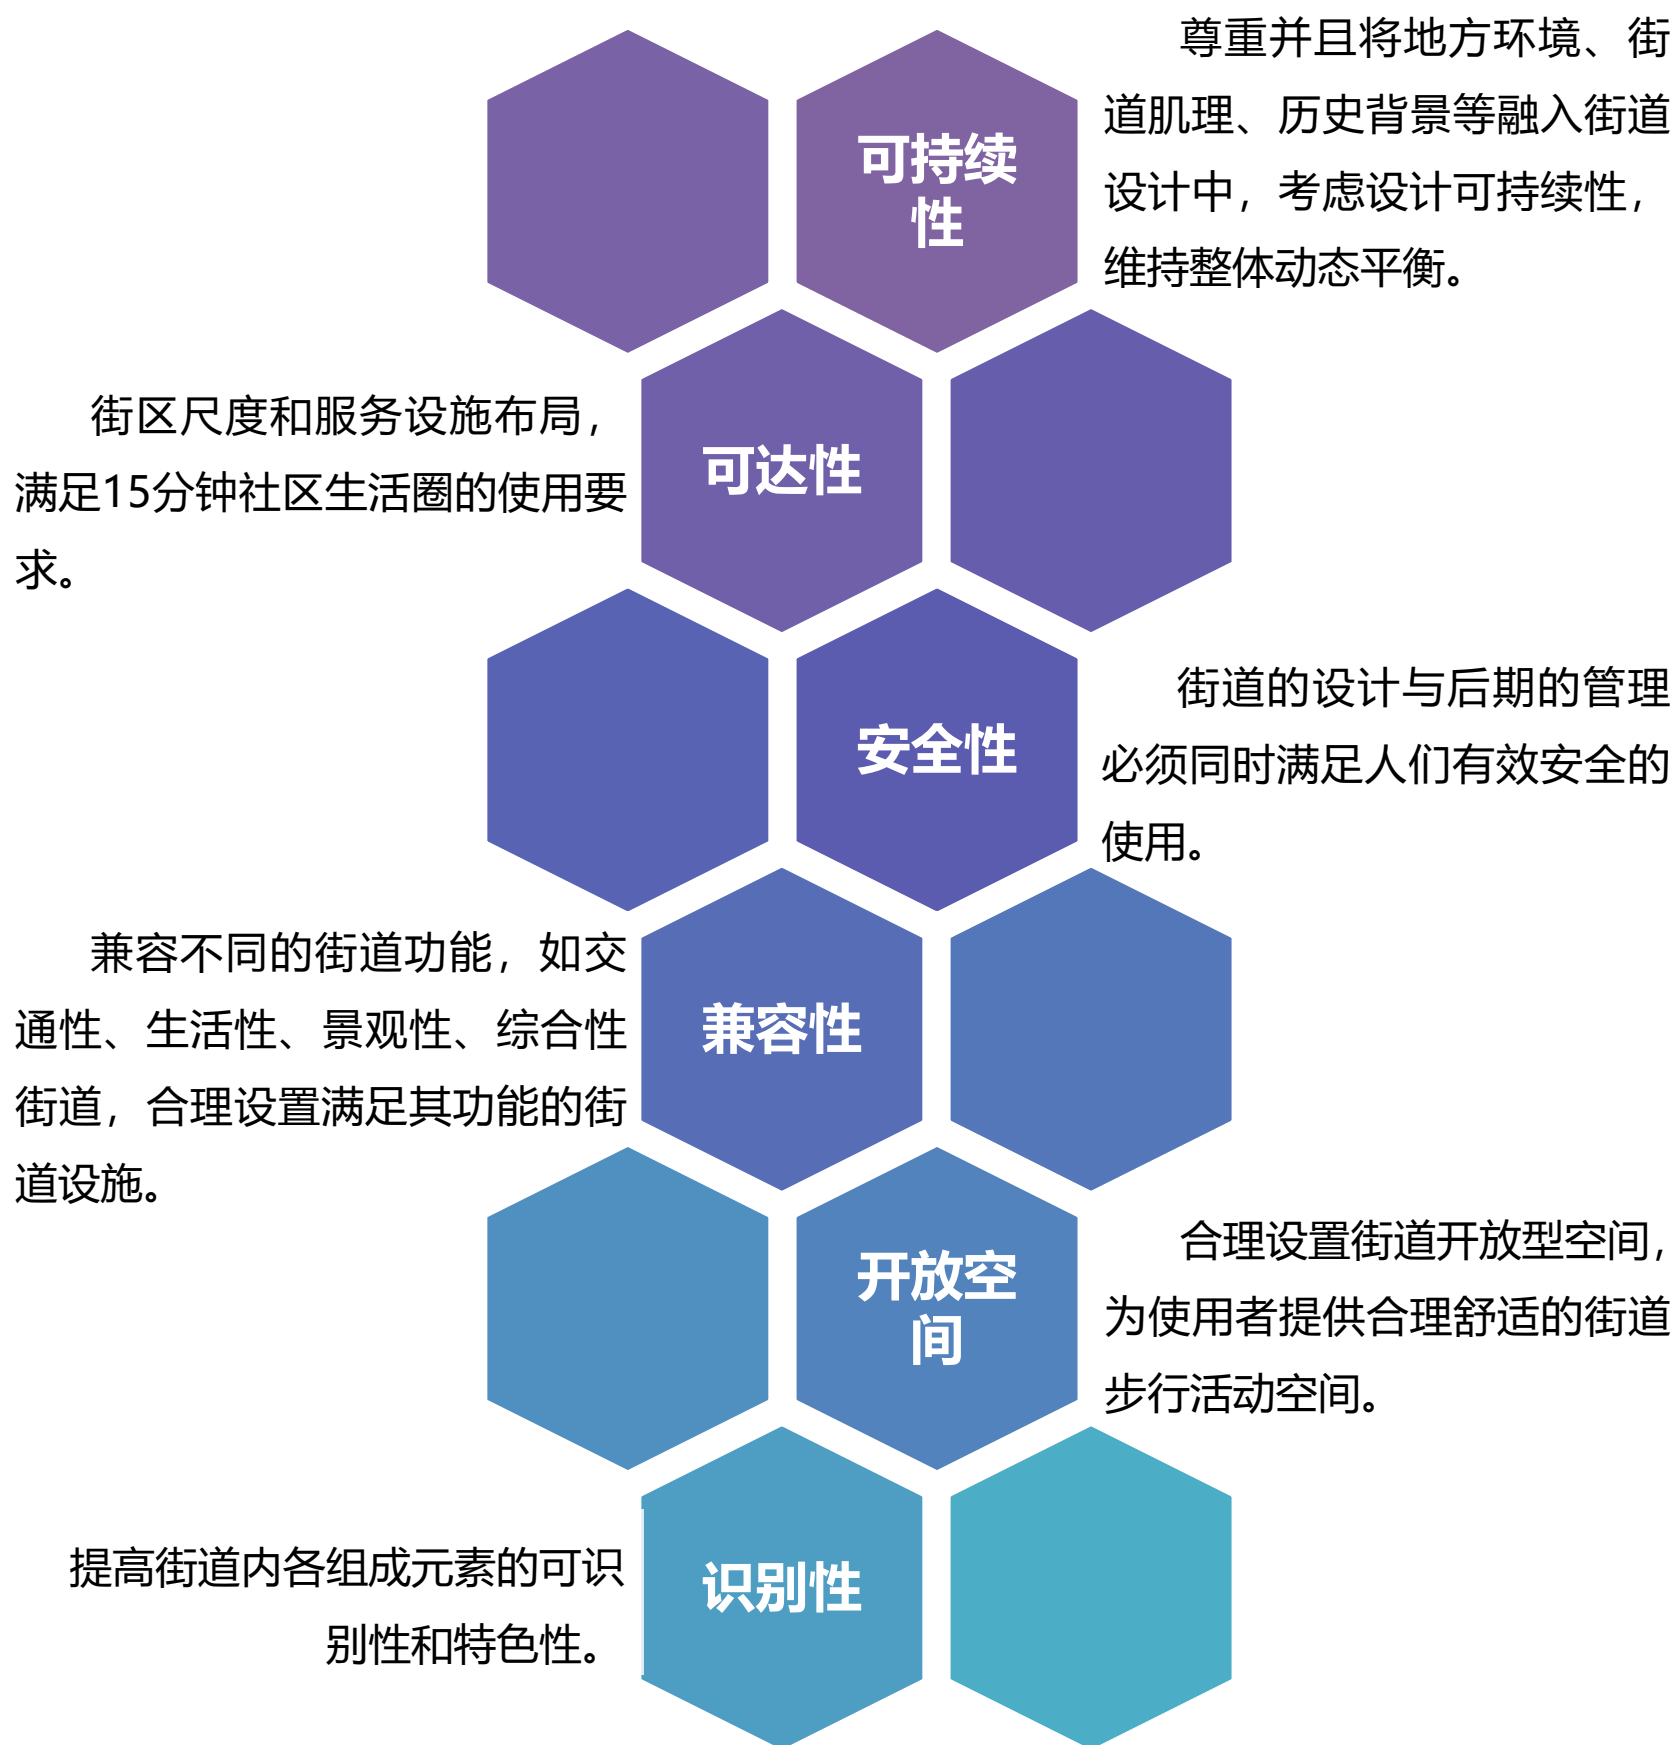 尊重并且将地方环境、街
道肌理、历史背景等融入街道
设计中，考虑设计可持续性，
维持整体动态平衡。
可持续
性
街区尺度和服务设施布局，
满足15分钟社区生活圈的使用要
求。
可达性
街道的设计与后期的管理
必须同时满足人们有效安全的
使用。
安全性
兼容不同的街道功能，如交
通性、生活性、景观性、综合性
街道，合理设置满足其功能的街
道设施。
兼容性
合理设置街道开放型空间，
为使用者提供合理舒适的街道
步行活动空间。
开放空
间
提高街道内各组成元素的可识
别性和特色性。
识别性